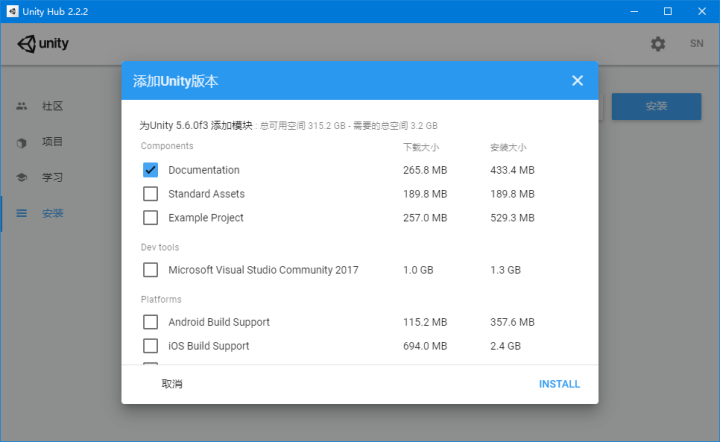 Unity Hub 2.2.2
unity
SN
社区
项目
学习
安装
安装
添加Unity版本
为Unity 5.6.0f3 添加模块 : 总可用空间 315.2 GB - 需要的总空间 3.2 GB
Components 下载大小 安装大小
Documentation 265.8 MB 433.4 MB
Standard Assets 189.8 MB 189.8 MB
Example Project 257.0 MB 529.3 MB
Dev tools
Microsoft Visual Studio Community 2017 1.0 GB 1.3 GB
Platforms
Android Build Support 115.2 MB 357.6 MB
iOS Build Support 694.0 MB 2.4 GB
取消
INSTALL